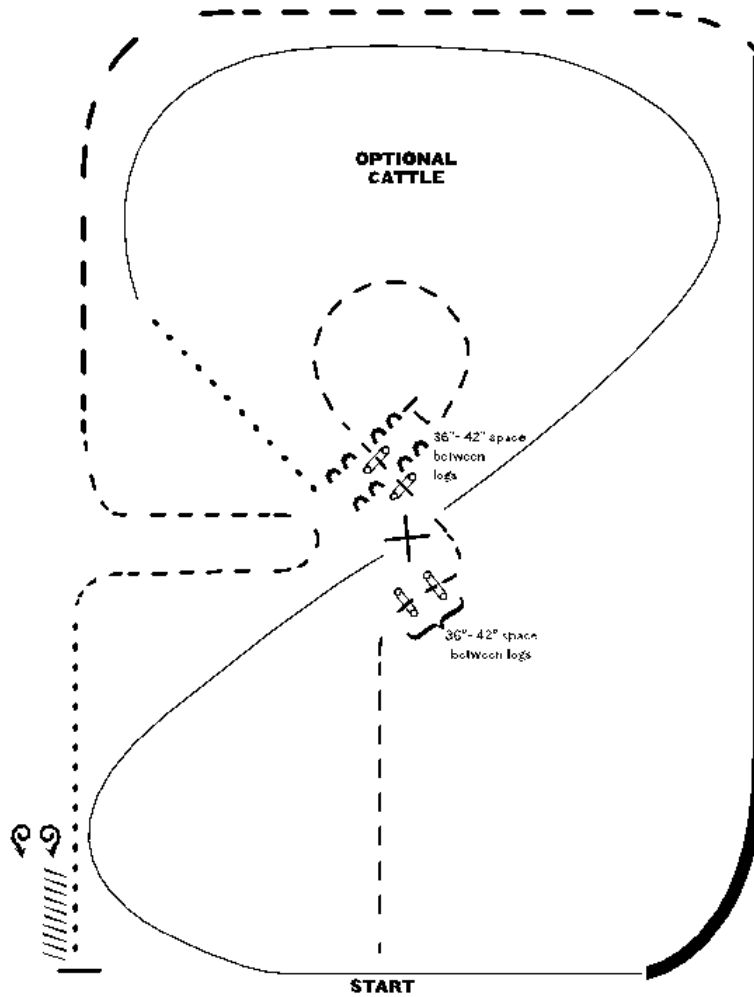 OPTIONAL
CATTLE
36"- 42" space
between
logs
36"- 42" space
between logs
START